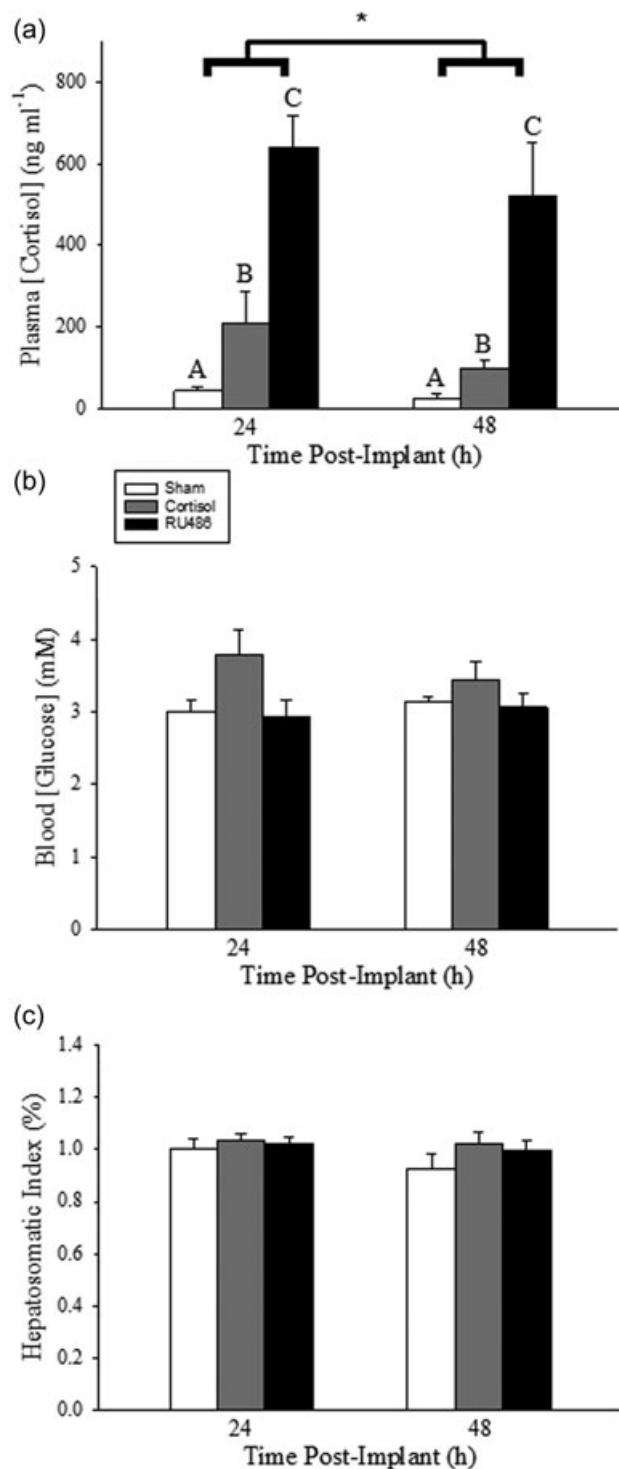 (a)
*
800
600
400
200
0
Plasma [Cortisol] (ng ml⁻¹)
A
B
C
A
B
C
24
48
Time Post-Implant (h)
(b)
Sham
Cortisol
RU486
5
4
3
2
1
0
Blood [Glucose] (mM)
24
48
Time Post-Implant (h)
(c)
1.4
1.2
1.0
0.8
0.6
0.4
0.2
0.0
Hepatosomatic Index (%)
24
48
Time Post-Implant (h)